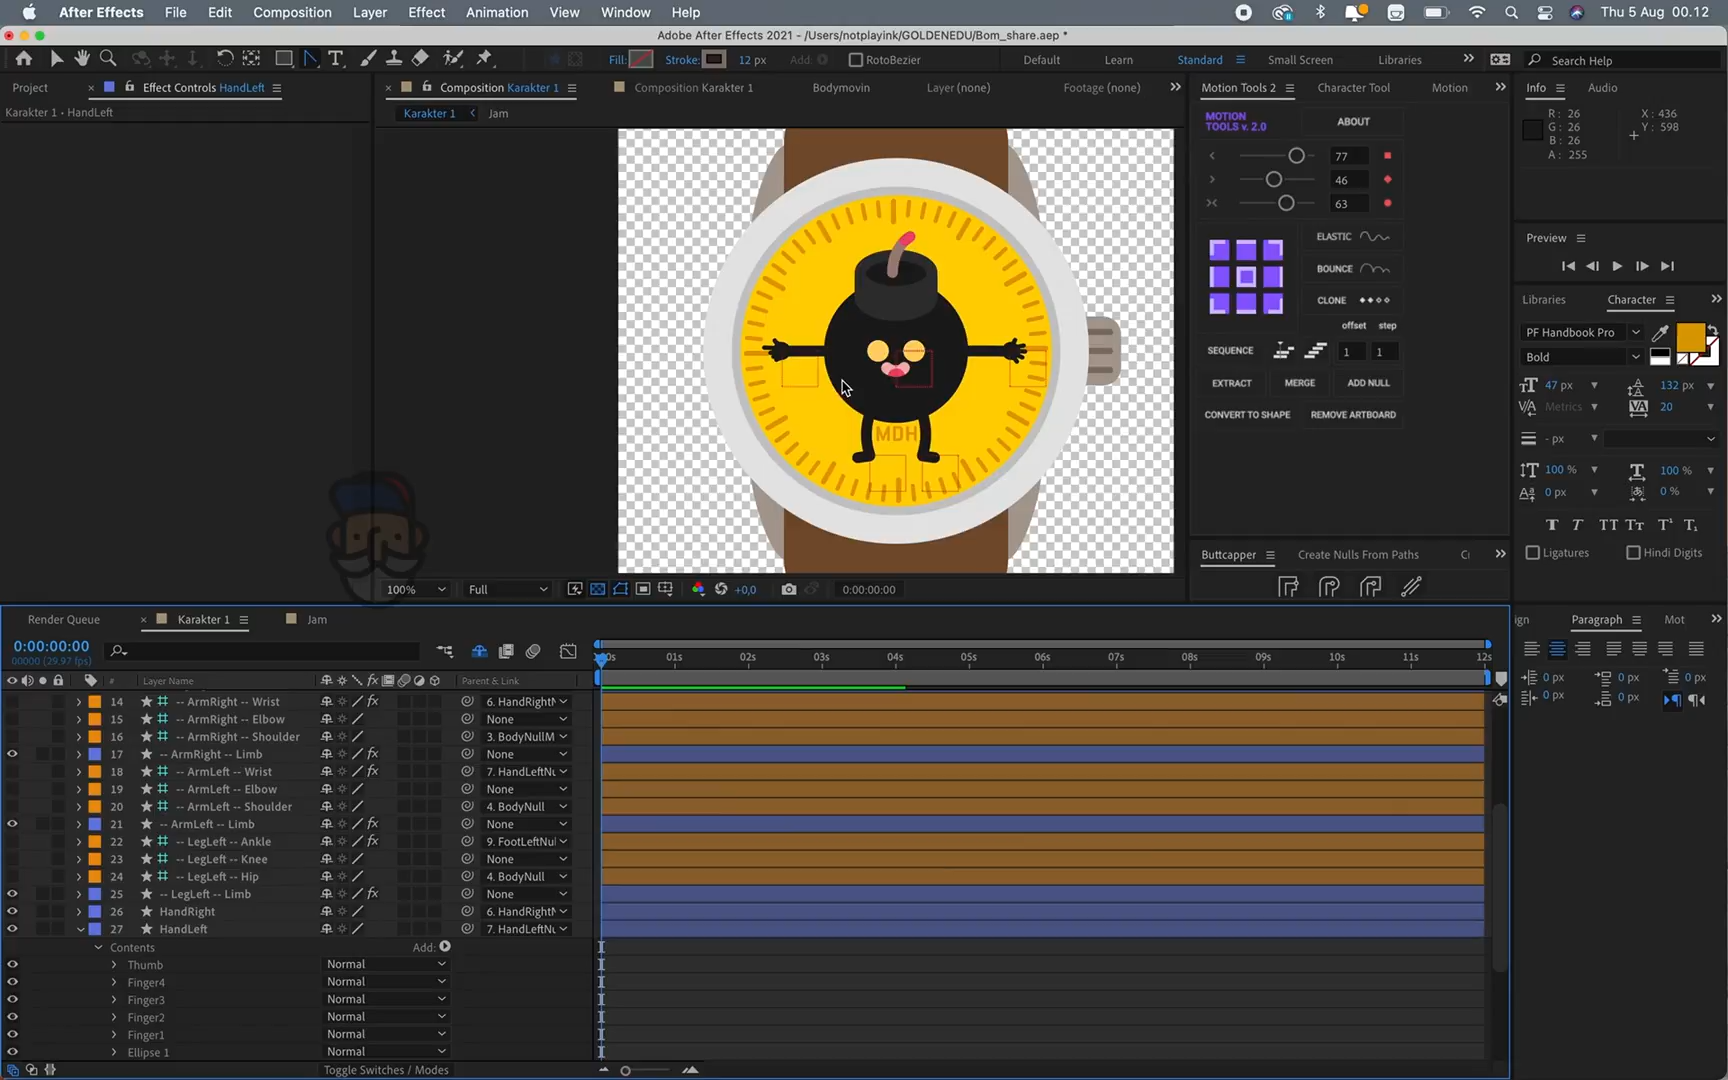 After Effects File Edit Composition Layer Effect Animation View Window Help Thu 5 Aug 00.12
Adobe After Effects 2021 - /Users/notplayink/GOLDENEDU/Bom_share.aep *
Fill: Stroke: 12 px Add: RotoBezier Default Learn Standard Small Screen Libraries Search Help
Project Effect Controls HandLeft Composition Karakter 1 Composition Karakter 1 Bodymovin Layer (none) Footage (none) Motion Tools 2 Character Tool Motion Info Audio
Karakter 1 • HandLeft Karakter 1 Jam
MOTION
TOOLS v. 2.0
ABOUT
R: 26 X: 436
G: 26 Y: 598
B: 26
A: 255
77
46
63
ELASTIC
BOUNCE
CLONE
offset step
SEQUENCE 1 1
EXTRACT MERGE ADD NULL
CONVERT TO SHAPE REMOVE ARTBOARD
MDH
Preview
Libraries Character
PF Handbook Pro
Bold
47 px 132 px
Metrics 20
- px
100 % 100 %
0 px 0 %
T T TT Tt T¹ T₁
Ligatures Hindi Digits
Buttcapper Create Nulls From Paths
100% Full +0,0 0:00:00:00
Render Queue Karakter 1 Jam
ign Paragraph Mot
0 px 0 px 0 px
0 px 0 px
0:00:00:00
00000 (29.97 fps)
01s 02s 03s 04s 05s 06s 07s 08s 09s 10s 11s 12s
# Layer Name Parent & Link
14 -- ArmRight -- Wrist 6. HandRightN
15 -- ArmRight -- Elbow None
16 -- ArmRight -- Shoulder 3. BodyNullM
17 -- ArmRight -- Limb None
18 -- ArmLeft -- Wrist 7. HandLeftNu
19 -- ArmLeft -- Elbow None
20 -- ArmLeft -- Shoulder 4. BodyNull
21 -- ArmLeft -- Limb None
22 -- LegLeft -- Ankle 9. FootLeftNul
23 -- LegLeft -- Knee None
24 -- LegLeft -- Hip 4. BodyNull
25 -- LegLeft -- Limb None
26 HandRight 6. HandRightN
27 HandLeft 7. HandLeftNu
Contents Add:
Thumb Normal
Finger4 Normal
Finger3 Normal
Finger2 Normal
Finger1 Normal
Ellipse 1 Normal
Toggle Switches / Modes